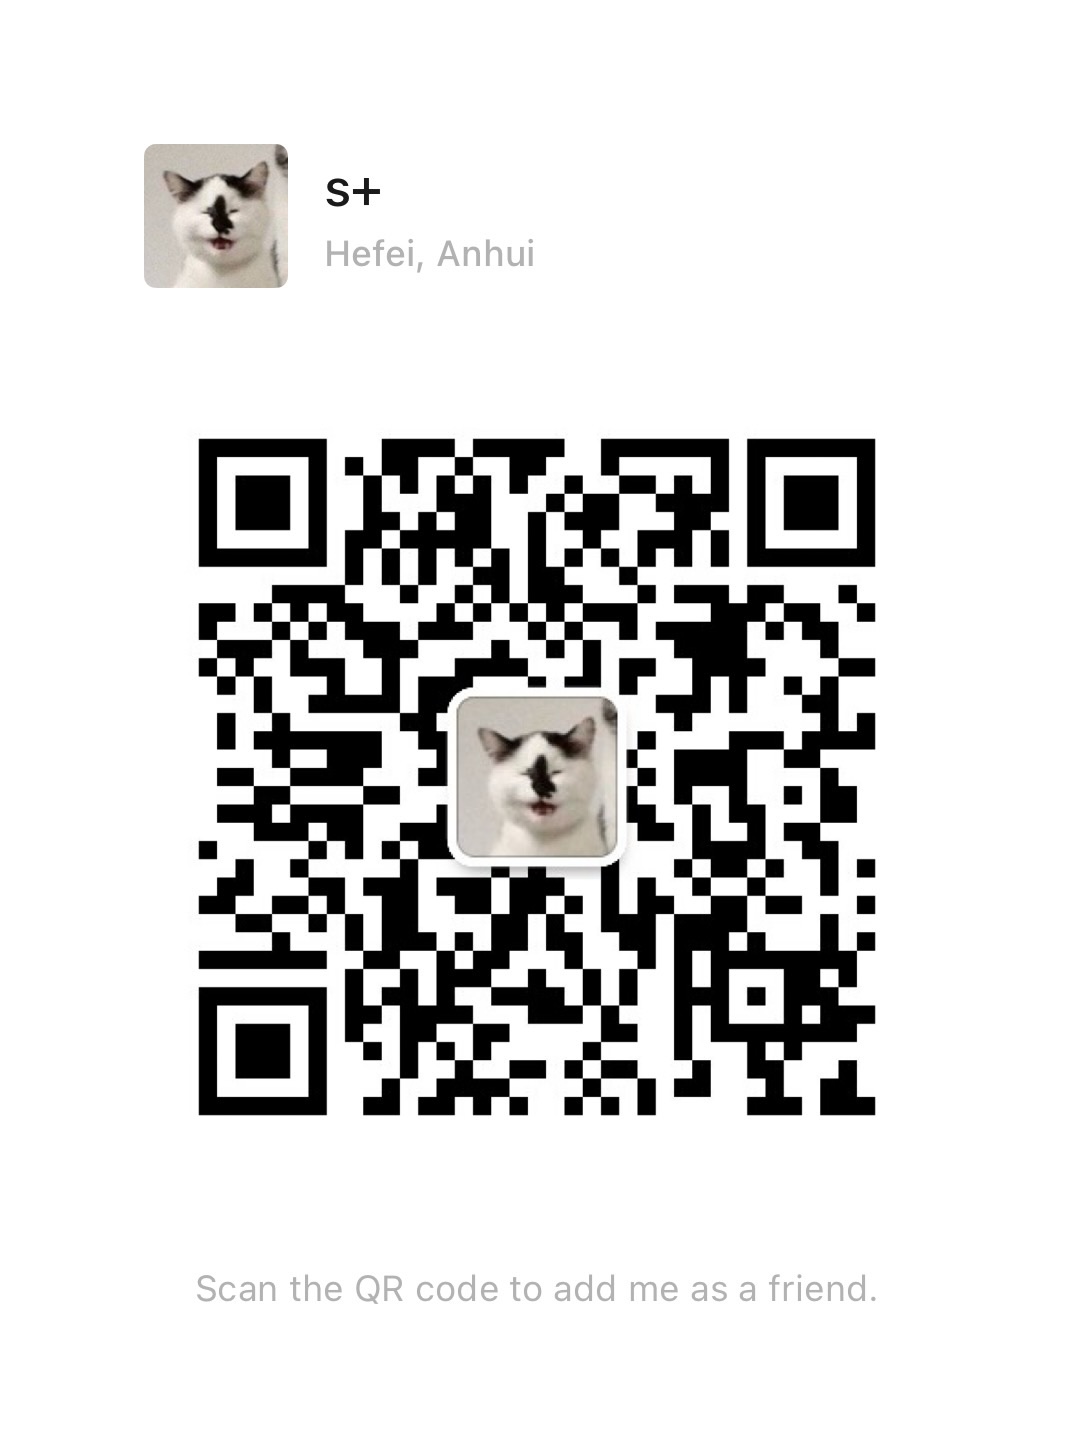 s+
Hefei, Anhui
Scan the QR code to add me as a friend.